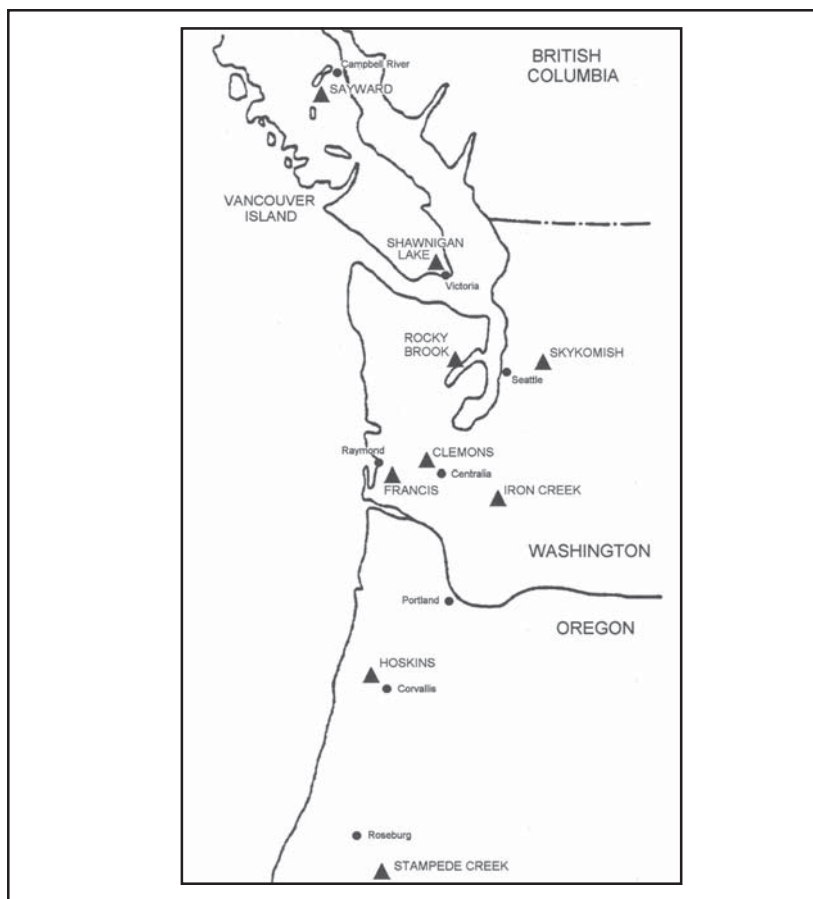 BRITISH
COLUMBIA
Campbell River
SAYWARD
VANCOUVER
ISLAND
SHAWNIGAN
LAKE
Victoria
ROCKY
BROOK
SKYKOMISH
Seattle
Raymond
CLEMONS
Centralia
FRANCIS
IRON CREEK
WASHINGTON
Portland
OREGON
HOSKINS
Corvallis
Roseburg
STAMPEDE CREEK